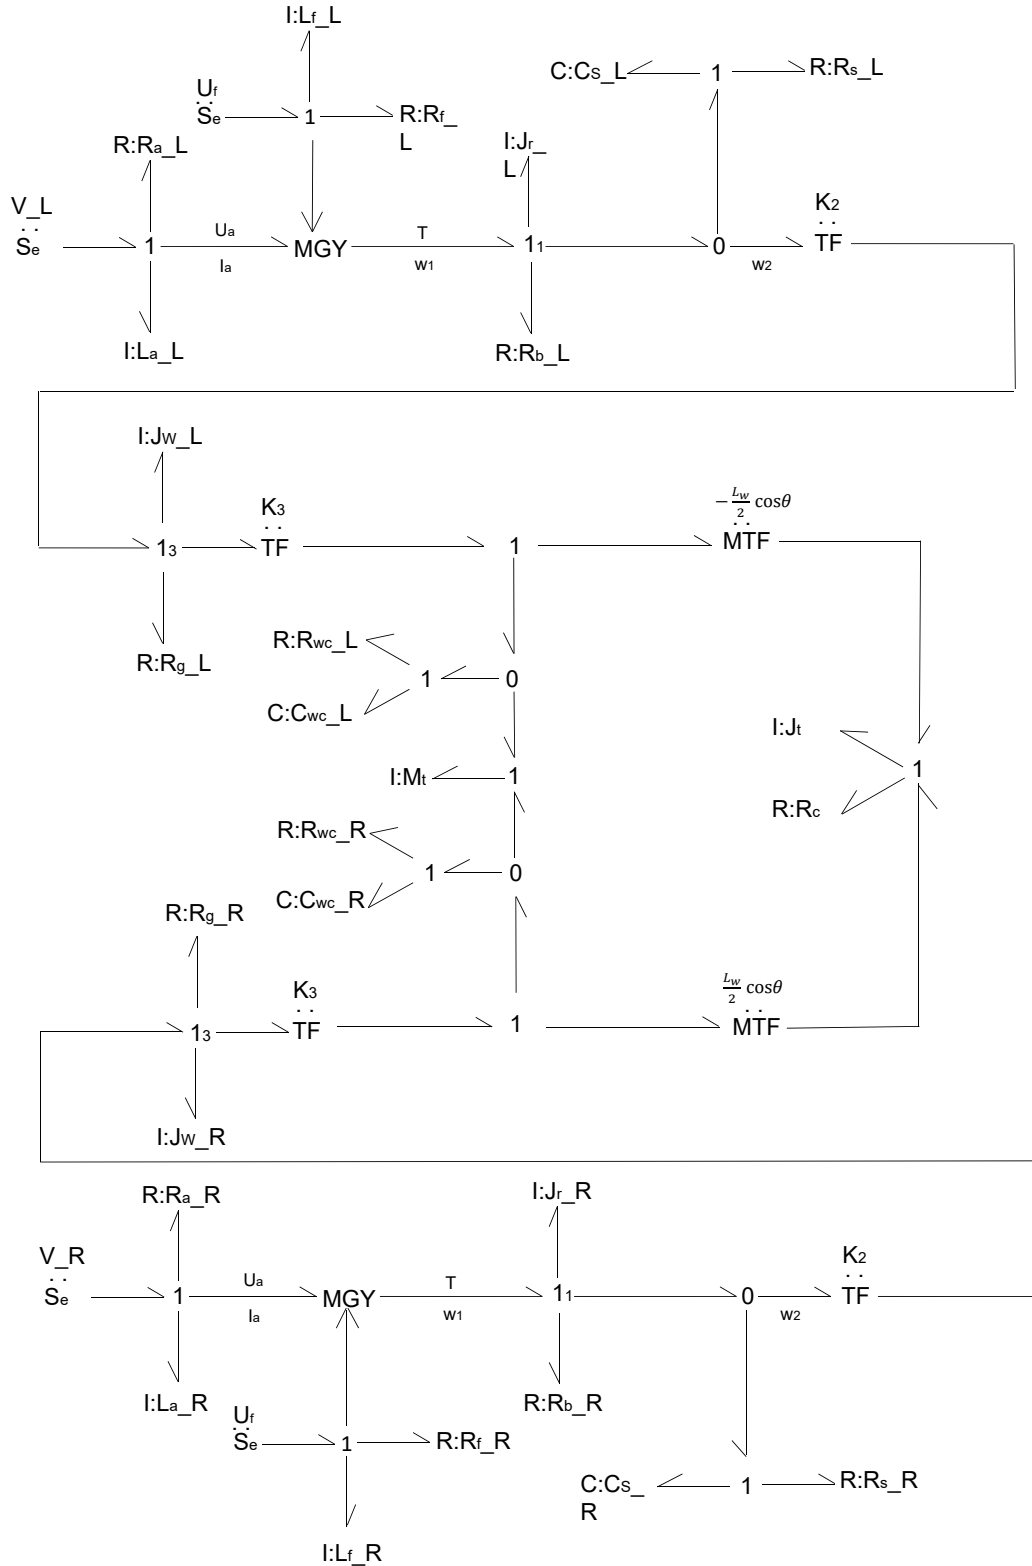 I:Lf_L
C:CS_L 1 R:Rs_L
Uf
Se 1 R:Rf_
L
R:Ra_L I:Jr_
L
V_L K2
Se 1 Ua MGY T 11 0 TF
Ia w1 w2
I:La_L R:Rb_L
I:JW_L
K3 −Lw/2 cosθ
13 TF 1 MTF
R:Rg_L R:Rwc_L
1 0
C:Cwc_L
I:Jt
I:Mt 1 1
R:Rc
R:Rwc_R
1 0
C:Cwc_R
R:Rg_R
K3 Lw/2 cosθ
13 TF 1 MTF
I:JW_R
R:Ra_R I:Jr_R
V_R K2
Se 1 Ua MGY T 11 0 TF
Ia w1 w2
I:La_R R:Rb_R
Uf
Se 1 R:Rf_R
C:CS_ 1 R:Rs_R
R
I:Lf_R